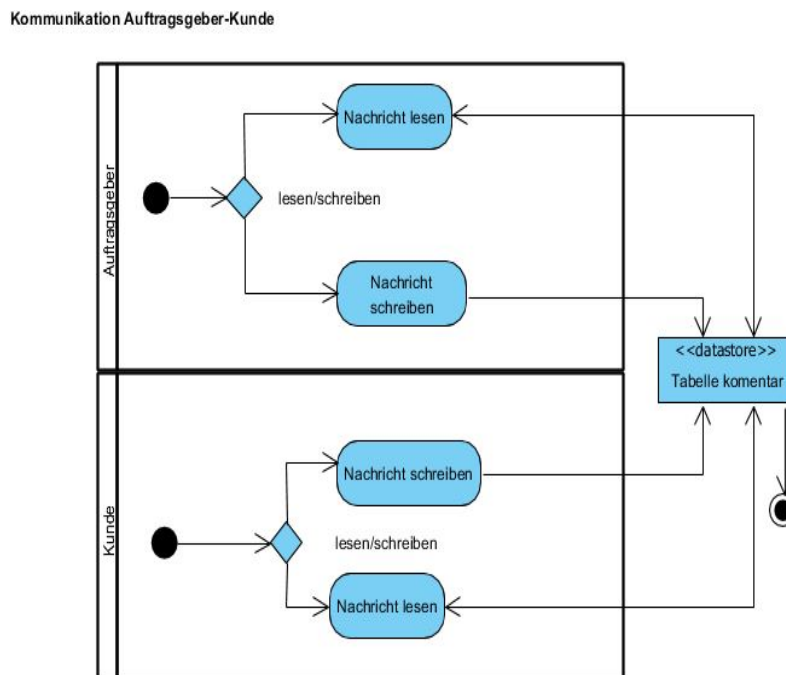 Kommunikation Auftragsgeber-Kunde
Auftragsgeber
Nachricht lesen
lesen/schreiben
Nachricht
schreiben
<<datastore>>
Tabelle komentar
Kunde
Nachricht schreiben
lesen/schreiben
Nachricht lesen